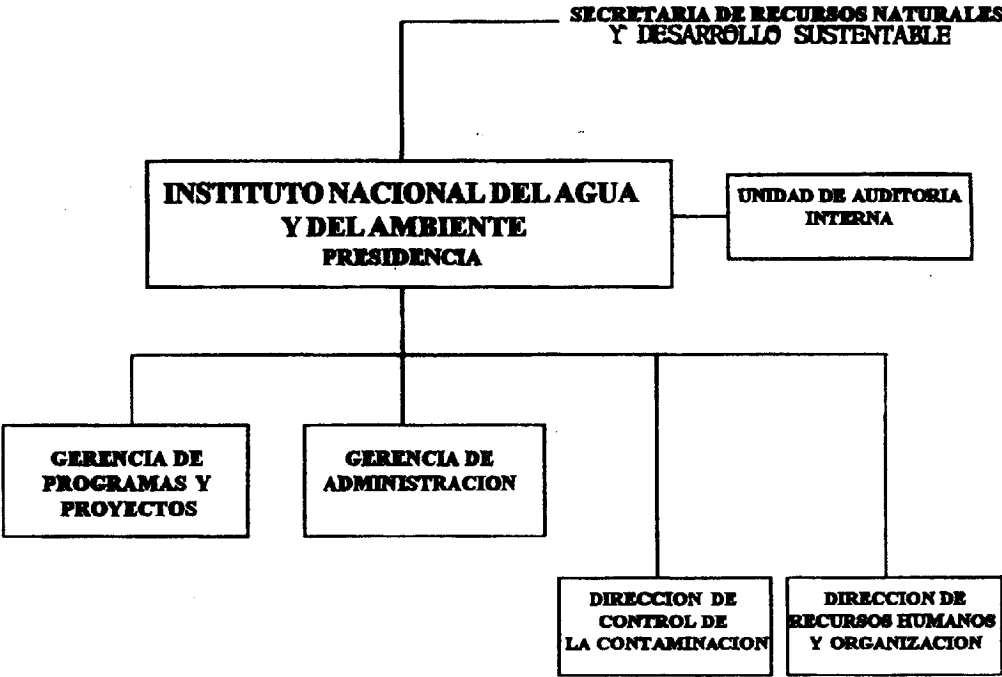 SECRETARIA DE RECURSOS NATURALES
Y DESARROLLO SUSTENTABLE
INSTITUTO NACIONAL DEL AGUA
Y DEL AMBIENTE
PRESIDENCIA
UNIDAD DE AUDITORIA
INTERNA
GERENCIA DE
PROGRAMAS Y
PROYECTOS
GERENCIA DE
ADMINISTRACION
DIRECCION DE
CONTROL DE
LA CONTAMINACION
DIRECCION DE
RECURSOS HUMANOS
Y ORGANIZACION